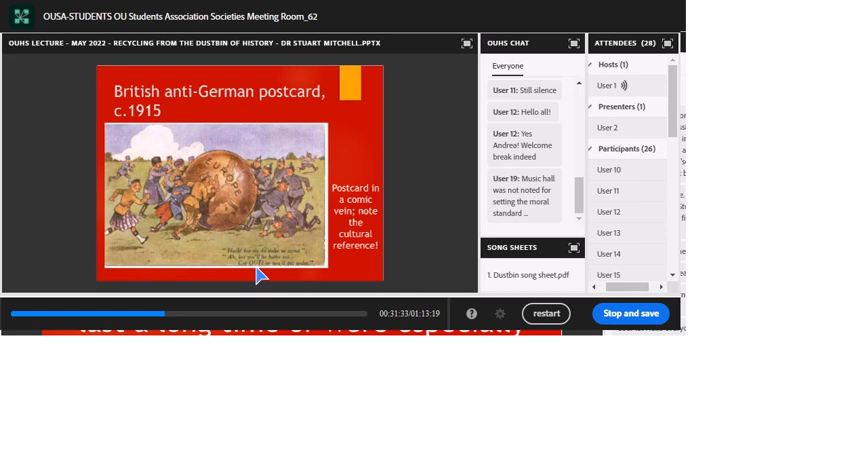 OUSA-STUDENTS OU Students Association Societies Meeting Room_62
OUHS LECTURE - MAY 2022 - RECYCLING FROM THE DUSTBIN OF HISTORY - DR STUART MITCHELL.PPTX
British anti-German postcard,
c.1915
EUROPE
Postcard in
a comic
vein; note
the
cultural
reference!
OUHS CHAT
Everyone
User 11: Still silence
User 12: Hello all!
User 12: Yes
Andrea! Welcome
break indeed
User 19: Music hall
was not noted for
setting the moral
standard ...
SONG SHEETS
1. Dustbin song sheet.pdf
ATTENDEES (28)
Hosts (1)
User 1
Presenters (1)
User 2
Participants (26)
User 10
User 11
User 12
User 13
User 14
User 15
00:31:33/01:13:19
?
restart
Stop and save